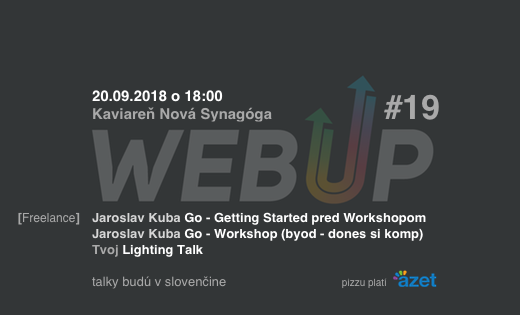 20.09.2018 o 18:00
Kaviareň Nová Synagóga
#19
WEBUP
[Freelance] Jaroslav Kuba Go - Getting Started pred Workshopom
Jaroslav Kuba Go - Workshop (byod - dones si komp)
Tvoj Lighting Talk
talky budú v slovenčine
pizzu platí azet